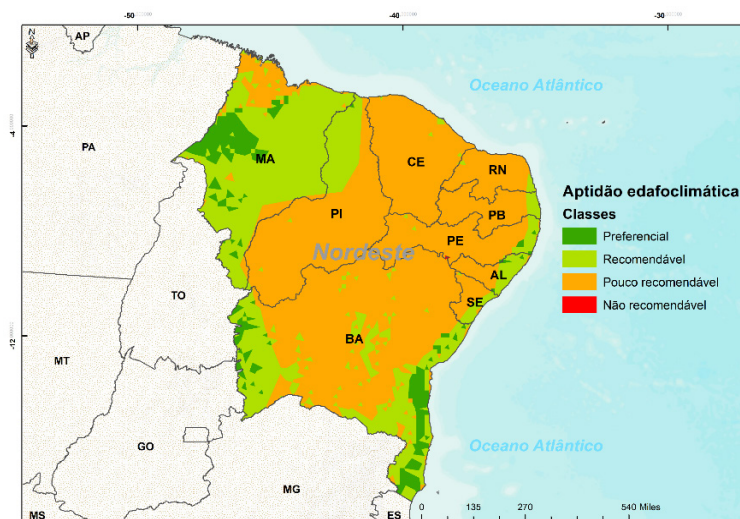 -50
-40
-30
N
AP
Oceano Atlântico
-4
PA
MA
CE
RN
PI
PB
PE
Nordeste
AL
SE
TO
BA
-12
MT
GO
MG
MS
ES
Oceano Atlântico
Aptidão edafoclimática
Classes
Preferencial
Recomendável
Pouco recomendável
Não recomendável
0 135 270 540 Miles